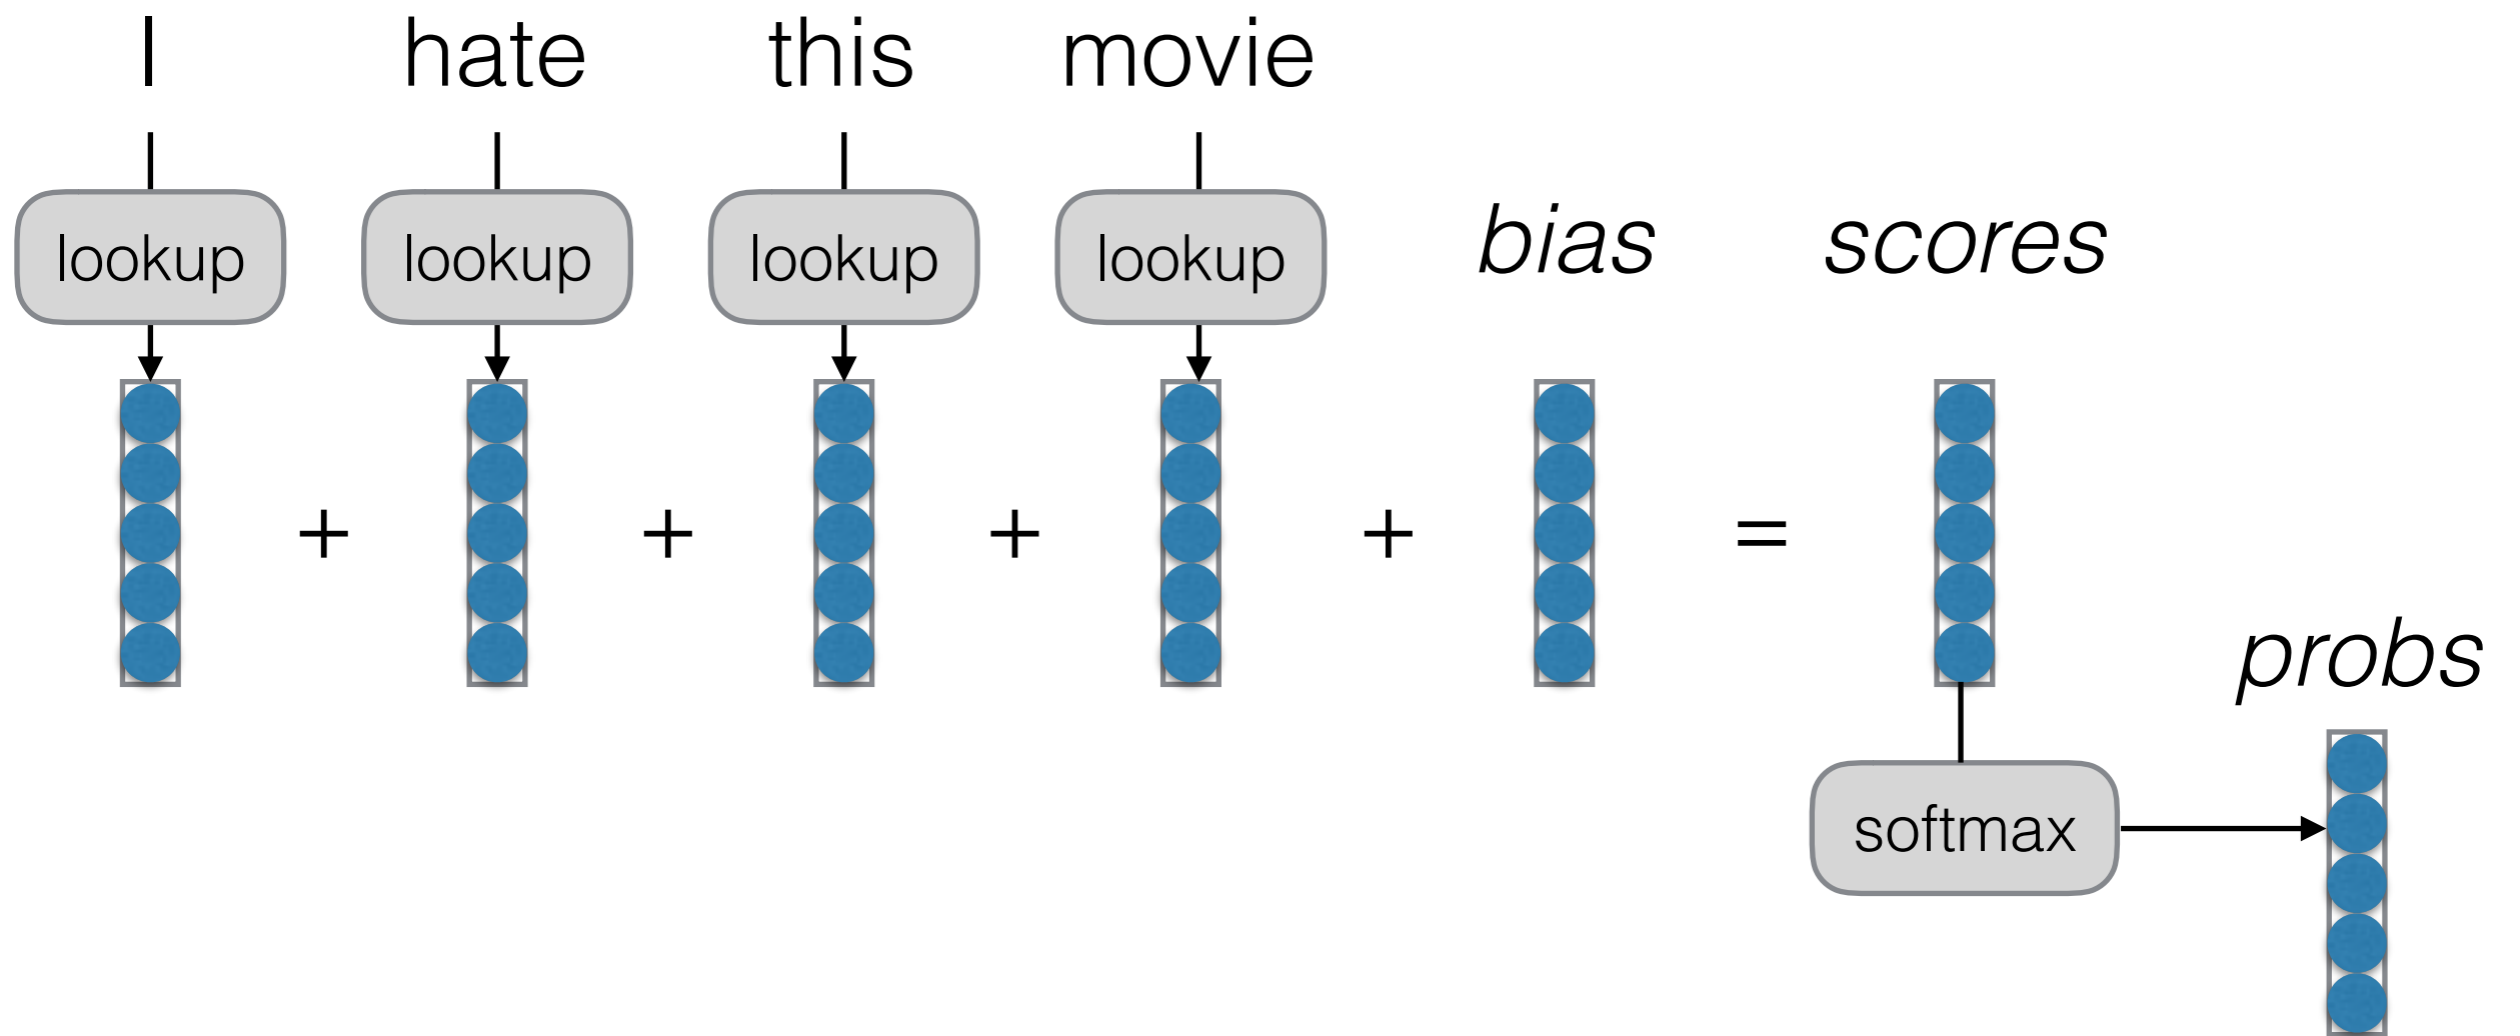 I hate this movie
lookup lookup lookup lookup bias scores
+ + + + =
probs
softmax